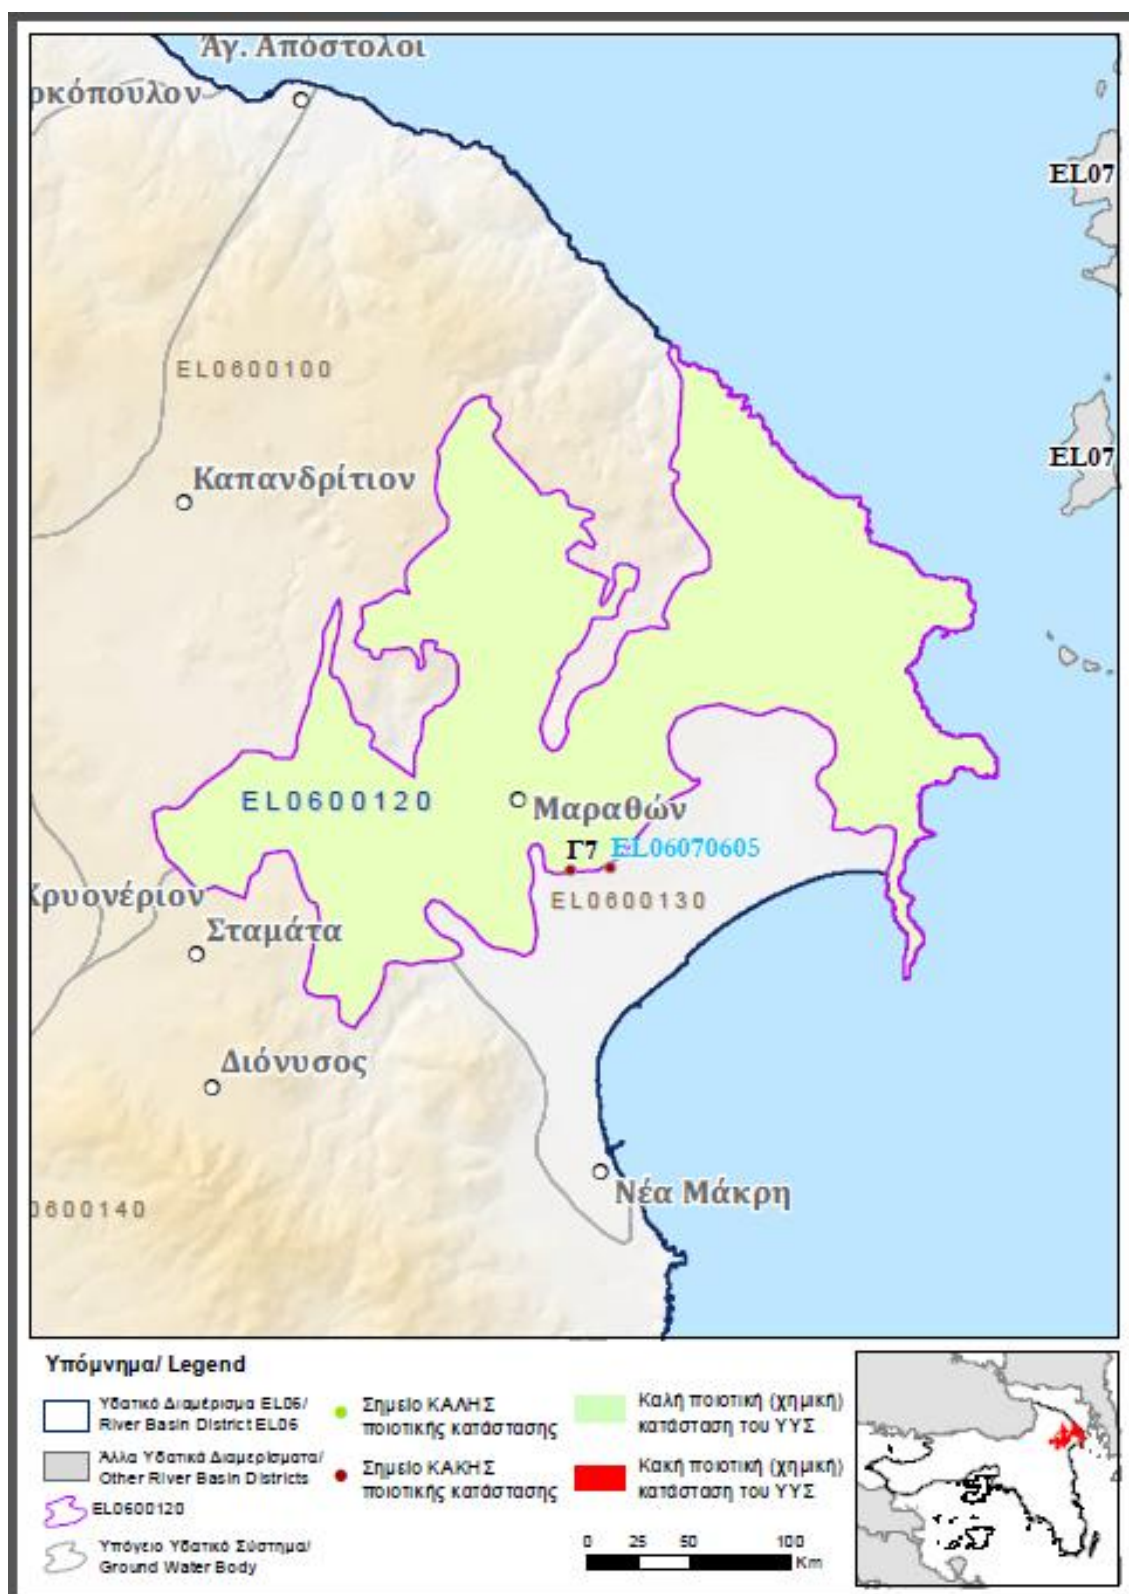 Άγ. Απόστολοι
ρκόπουλον
EL07
EL0600100
EL07
Καπανδρίτιον
EL0600120
Μαραθών
Γ7
EL06070605
EL0600130
Κρυονέριον
Σταμάτα
Διόνυσος
Νέα Μάκρη
0600140
Υπόμνημα/ Legend
Υδατικό Διαμέρισμα EL06/
River Basin District EL06
Άλλα Υδατικά Διαμερίσματα/
Other River Basin Districts
EL0600120
Υπόγειο Υδατικό Σύστημα/
Ground Water Body
Σημείο ΚΑΛΗΣ
ποιοτικής κατάστασης
Σημείο ΚΑΚΗΣ
ποιοτικής κατάστασης
Καλή ποιοτική (χημική)
κατάσταση του ΥΥΣ
Κακή ποιοτική (χημική)
κατάσταση του ΥΥΣ
0 25 50 100
Km